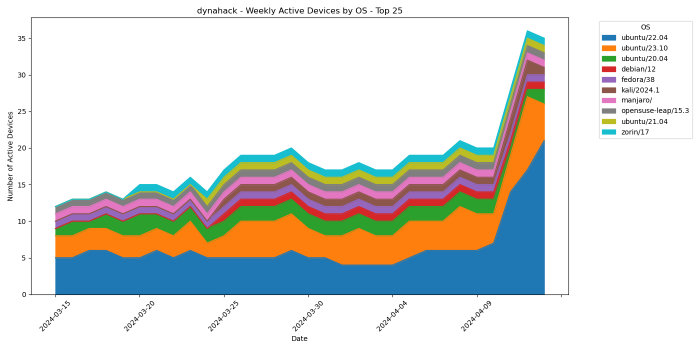 dynahack - Weekly Active Devices by OS - Top 25
Number of Active Devices
35
30
25
20
15
10
5
0
2024-03-15
2024-03-20
2024-03-25
2024-03-30
2024-04-04
2024-04-09
Date
OS
ubuntu/22.04
ubuntu/23.10
ubuntu/20.04
debian/12
fedora/38
kali/2024.1
manjaro/
opensuse-leap/15.3
ubuntu/21.04
zorin/17